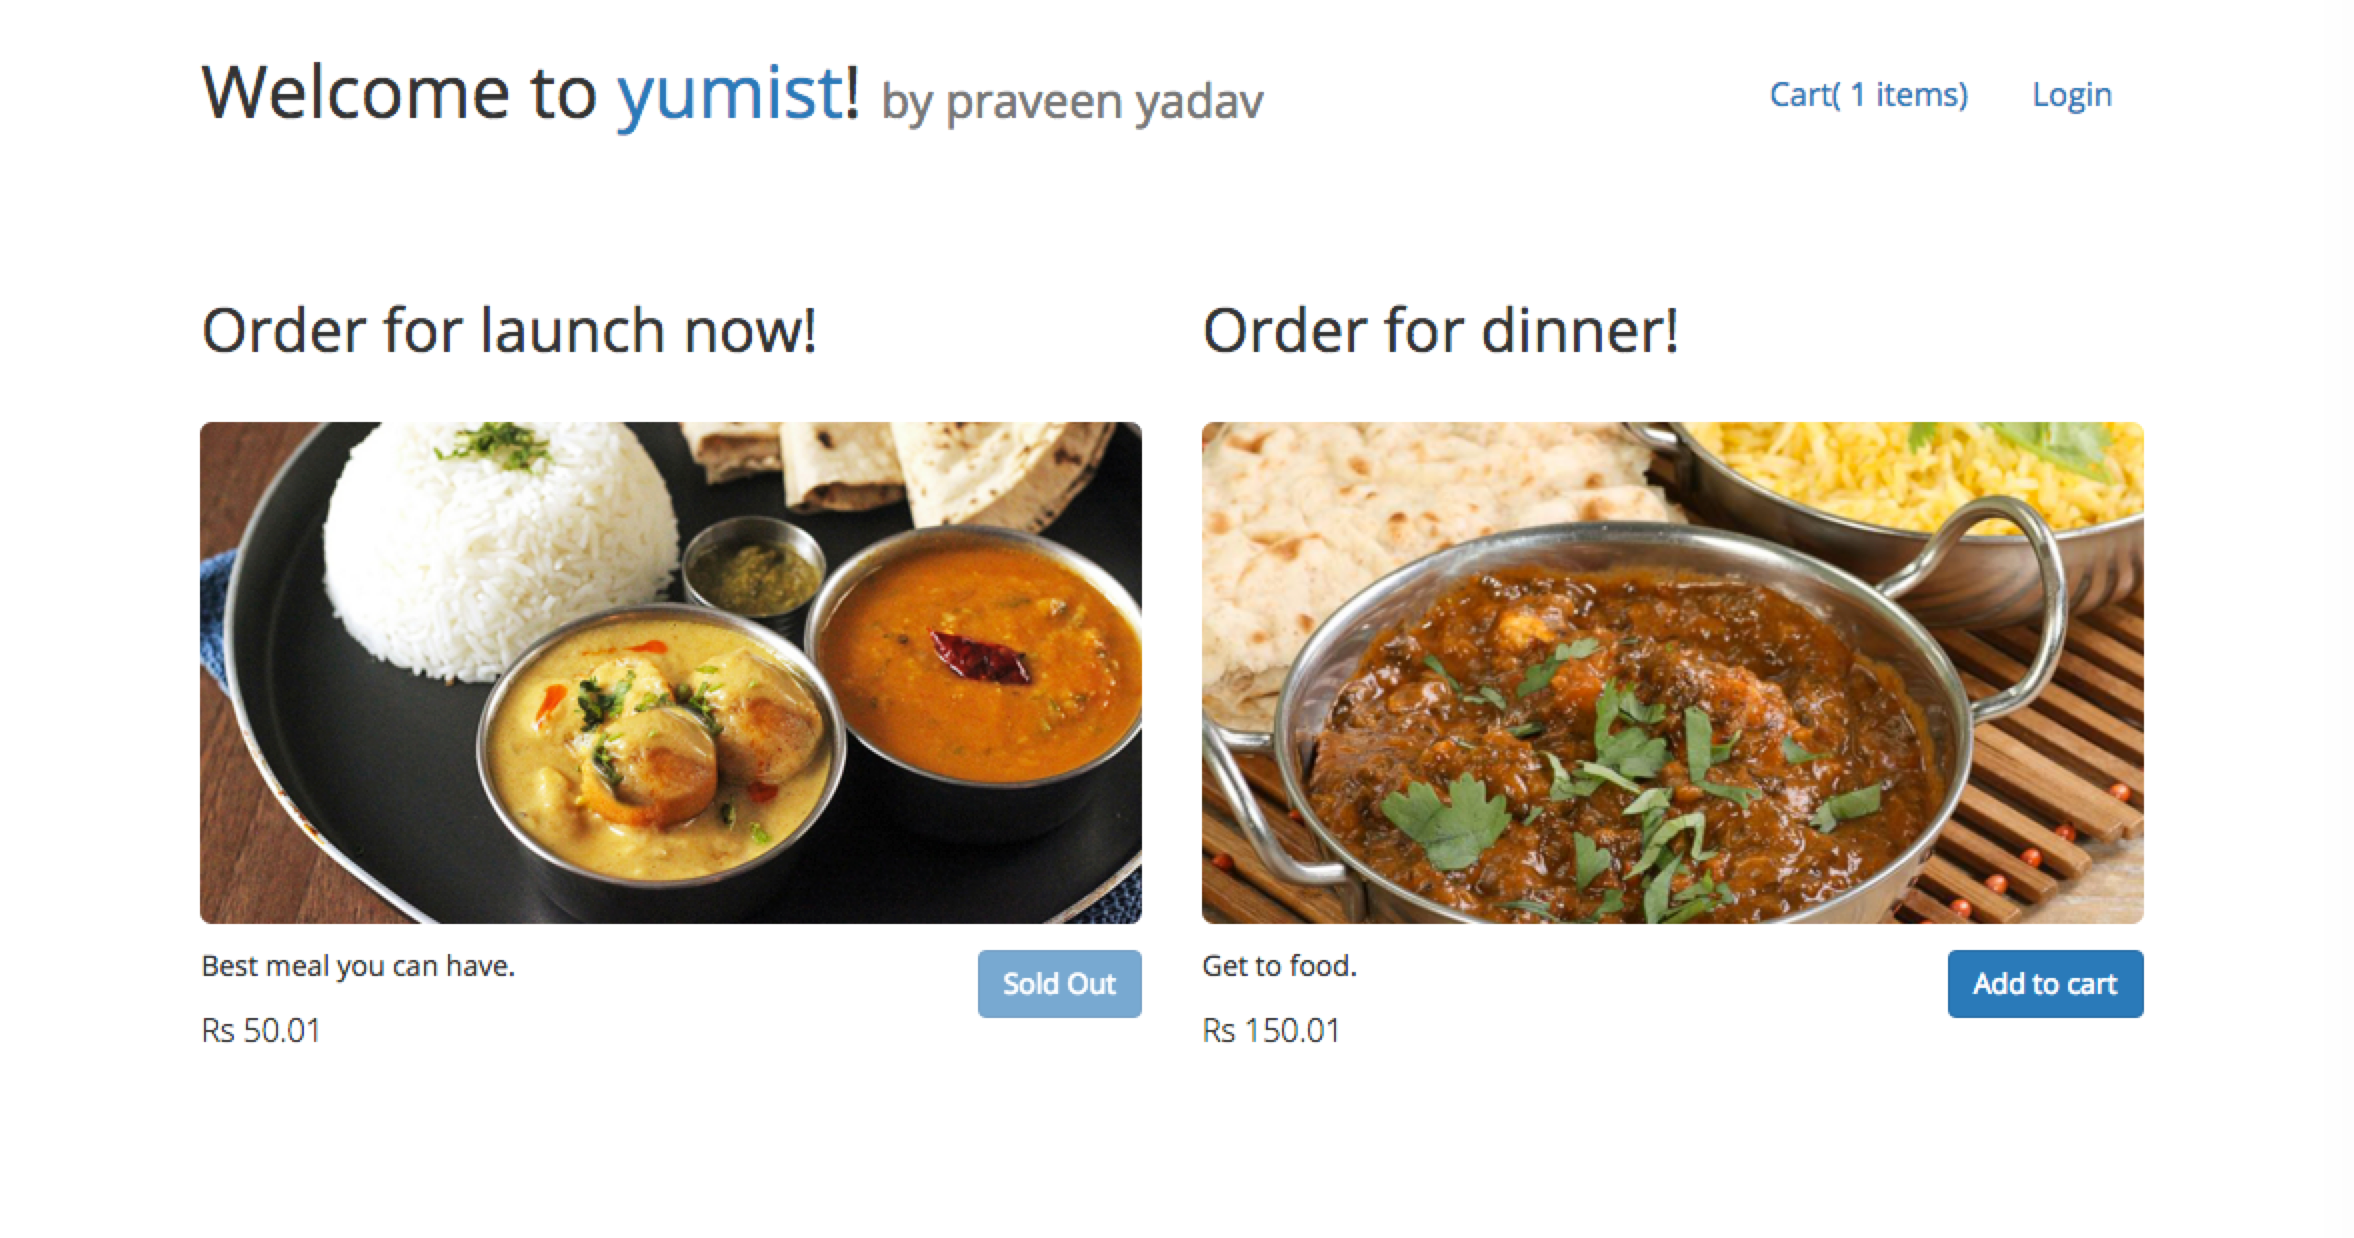 Welcome to yumist! by praveen yadav
Cart( 1 items) Login
Order for launch now!
Order for dinner!
Best meal you can have.
Sold Out
Rs 50.01
Get to food.
Add to cart
Rs 150.01